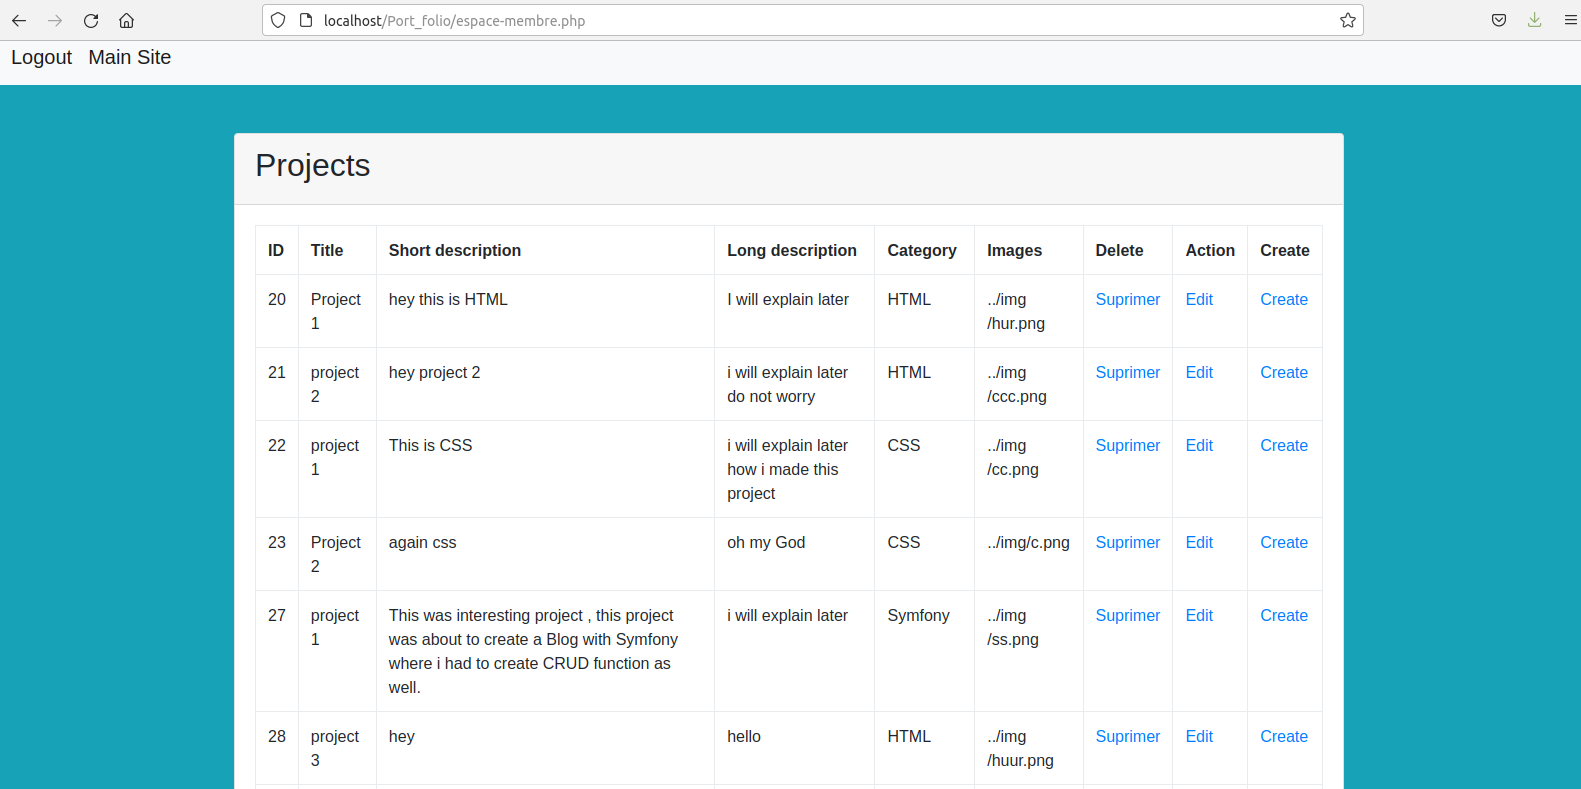 localhost/Port_folio/espace-membre.php
Logout Main Site
Projects
ID Title Short description Long description Category Images Delete Action Create
20 Project hey this is HTML I will explain later HTML ../img Suprimer Edit Create
1 /hur.png
21 project hey project 2 i will explain later HTML ../img Suprimer Edit Create
2 do not worry /ccc.png
22 project This is CSS i will explain later CSS ../img Suprimer Edit Create
1 how i made this /cc.png
project
23 Project again css oh my God CSS ../img/c.png Suprimer Edit Create
2
27 project This was interesting project , this project i will explain later Symfony ../img Suprimer Edit Create
1 was about to create a Blog with Symfony /ss.png
where i had to create CRUD function as
well.
28 project hey hello HTML ../img Suprimer Edit Create
3 /huur.png